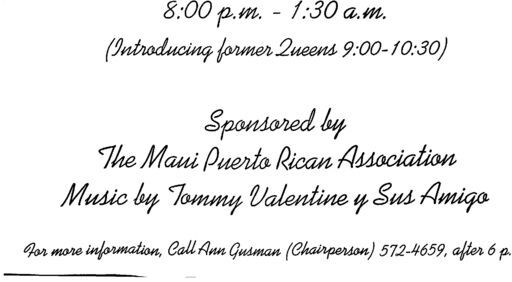 8:00 p.m. - 1:30 a.m.
(Introducing former Queens 9:00-10:30)
Sponsored by
The Maui Puerto Rican Association
Music by Tommy Valentine y Sus Amigo
For more information, Call Ann Gusman (Chairperson) 572-4659, after 6 p.